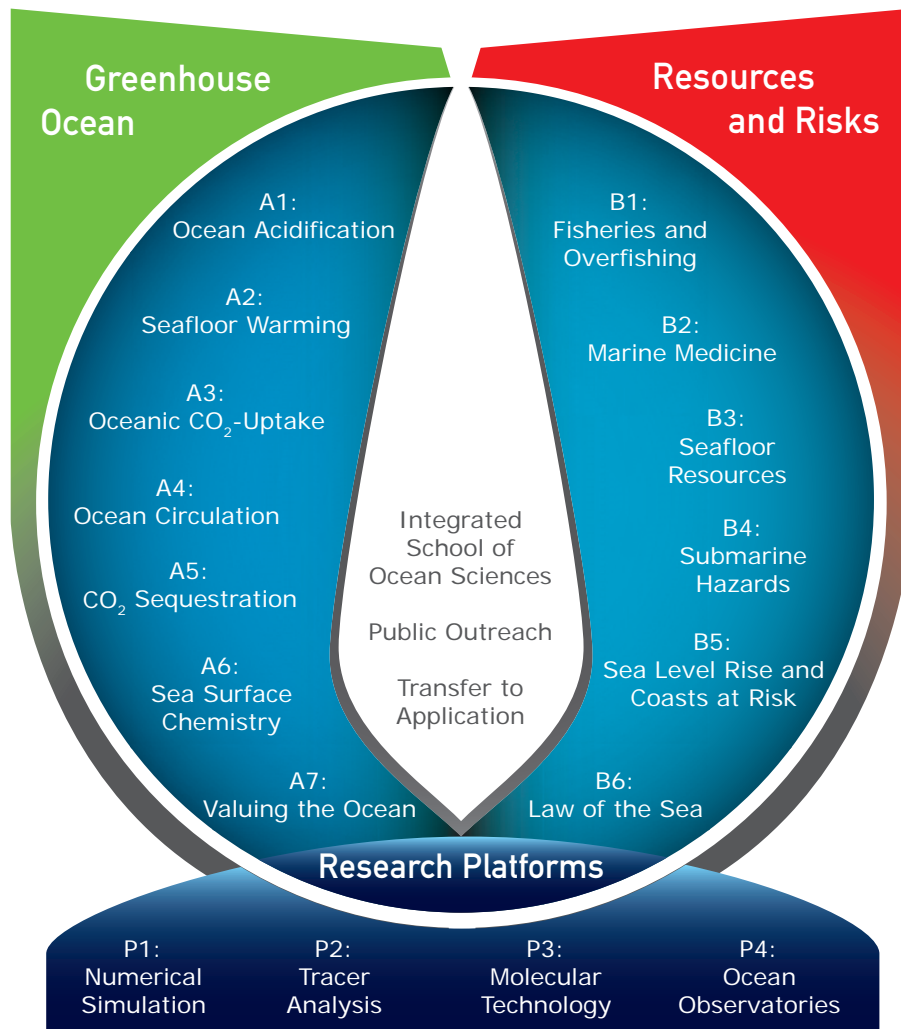 Greenhouse
Ocean
Resources
and Risks
A1:
Ocean Acidification
A2:
Seafloor Warming
A3:
Oceanic CO₂-Uptake
A4:
Ocean Circulation
A5:
CO₂ Sequestration
A6:
Sea Surface
Chemistry
A7:
Valuing the Ocean
Integrated
School of
Ocean Sciences
Public Outreach
Transfer to
Application
B1:
Fisheries and
Overfishing
B2:
Marine Medicine
B3:
Seafloor
Resources
B4:
Submarine
Hazards
B5:
Sea Level Rise and
Coasts at Risk
B6:
Law of the Sea
Research Platforms
P1:
Numerical
Simulation
P2:
Tracer
Analysis
P3:
Molecular
Technology
P4:
Ocean
Observatories